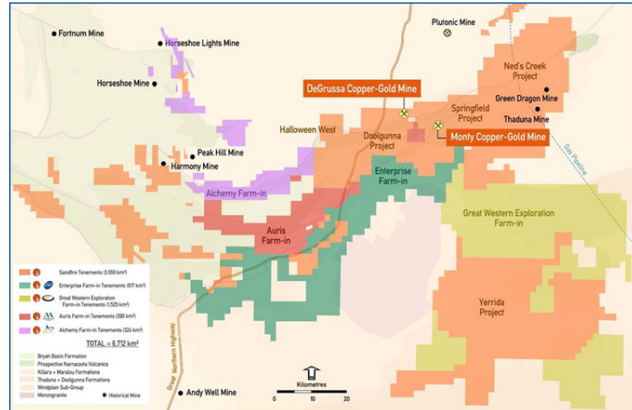 Fortnum Mine
Horseshoe Lights Mine
Plutonic Mine
Ned's Creek
Project
Horseshoe Mine
DeGrussa Copper-Gold Mine
Green Dragon Mine
Springfield
Project
Thaduna Mine
Halloween West
Doolgunna
Project
Monty Copper-Gold Mine
Gas Pipeline
Peak Hill Mine
Harmony Mine
Enterprise
Farm-in
Alchemy Farm-in
Great Western Exploration
Farm-in
Auris
Farm-in
Sandfire Tenements
Enterprise Farm-in Tenements (817 km²)
Great Western Exploration
Farm-in Tenements (1,525 km²)
Auris Farm-in Tenements (390 km²)
Alchemy Farm-in Tenements (324 km²)
TOTAL = 6,712 km²
Yerrida
Project
Bryah Basin Formation
Prospective Narracoota Volcanics
Killara + Maralou Formations
Thaduna + Doolgunna Formations
Windplain Sub-Group
Monzogranite
Historical Mine
Great Northern Highway
Andy Well Mine
Kilometres
0 10 20